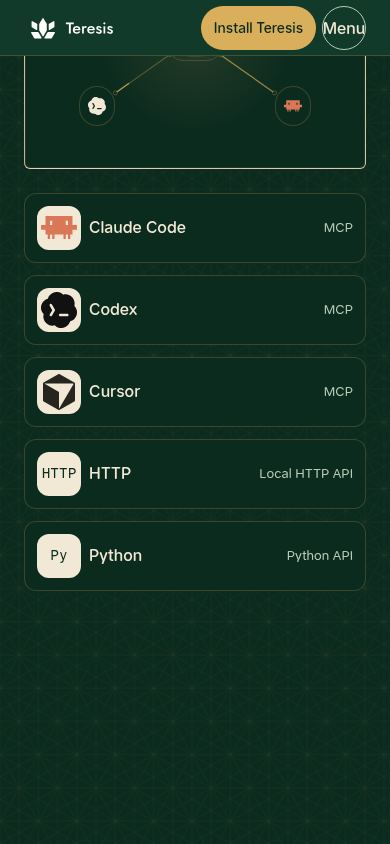 Teresis
Install Teresis
Menu
Claude Code
MCP
Codex
MCP
Cursor
MCP
HTTP
HTTP
Local HTTP API
Py
Python
Python API